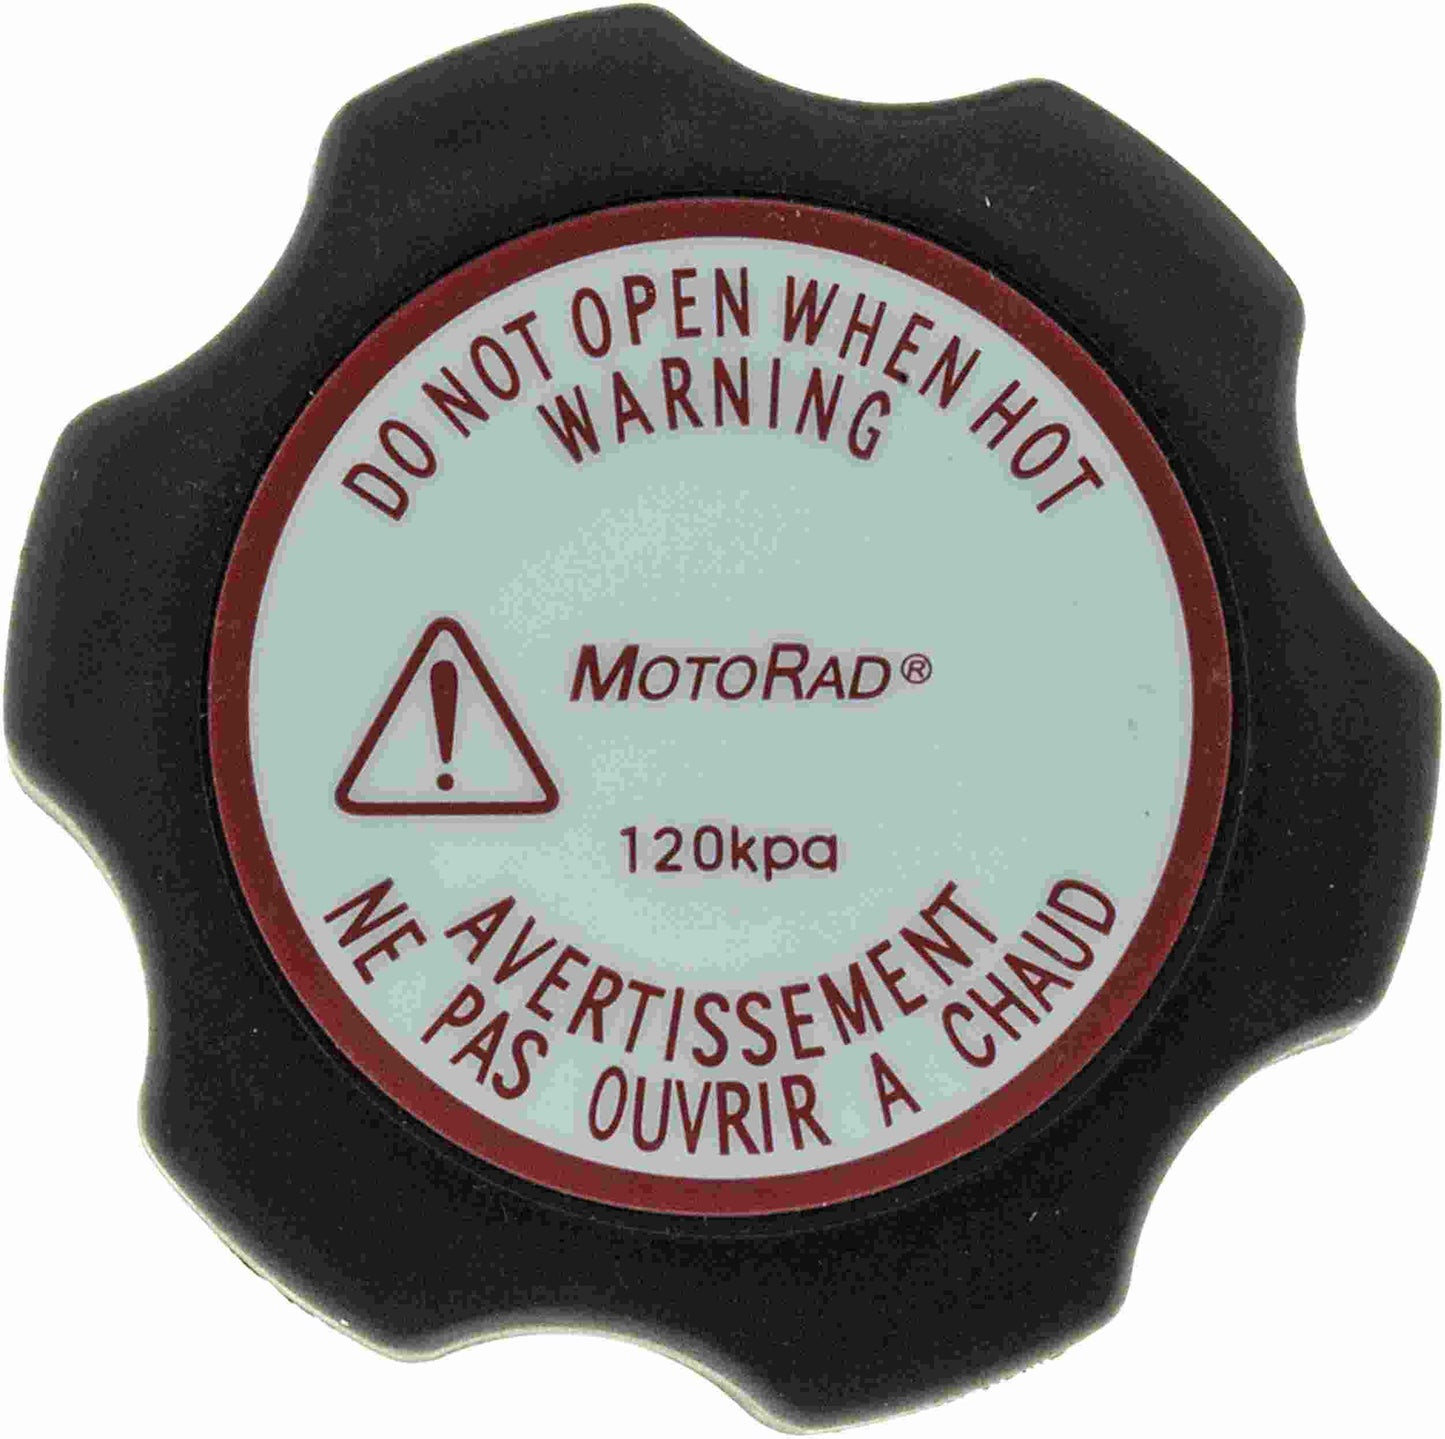 DO NOT OPEN WHEN HOT
WARNING
MOTORAD®
120kpa
AVERTISSEMENT
NE PAS OUVRIR A CHAUD